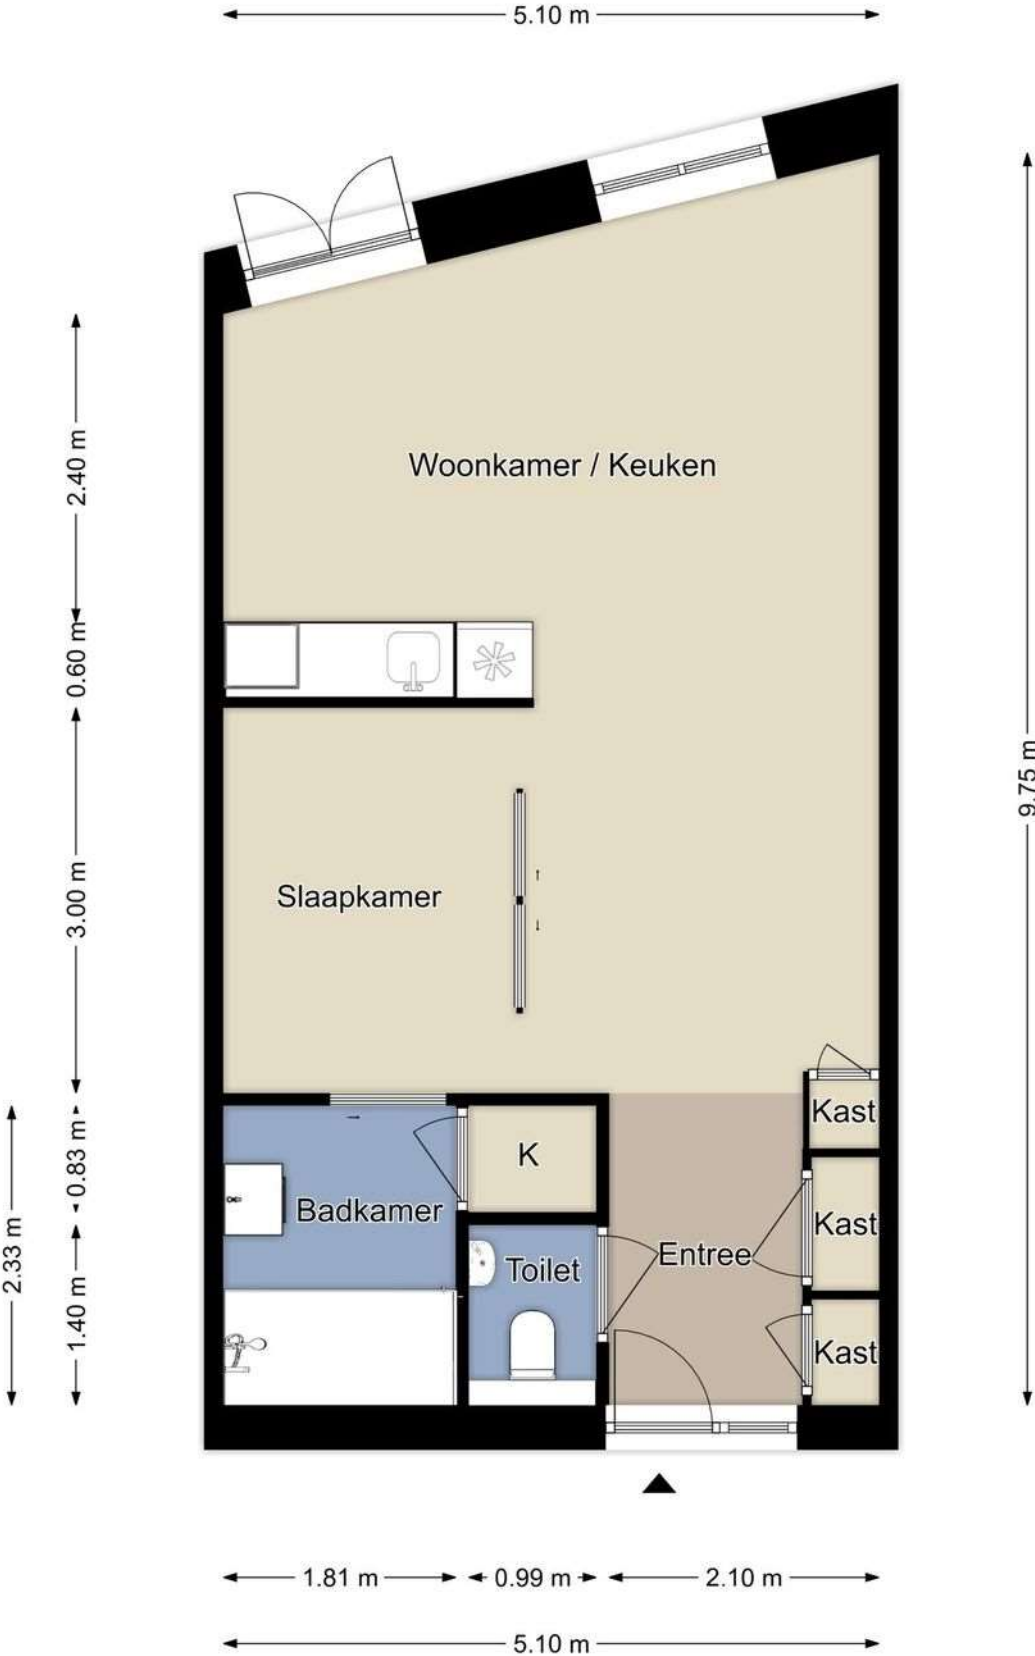 5.10 m
Woonkamer / Keuken
2.40 m
0.60 m
9.75 m
Slaapkamer
3.00 m
Kast
K
0.83 m
Badkamer
Kast
Entree
Toilet
2.33 m
1.40 m
Kast
1.81 m
0.99 m
2.10 m
5.10 m